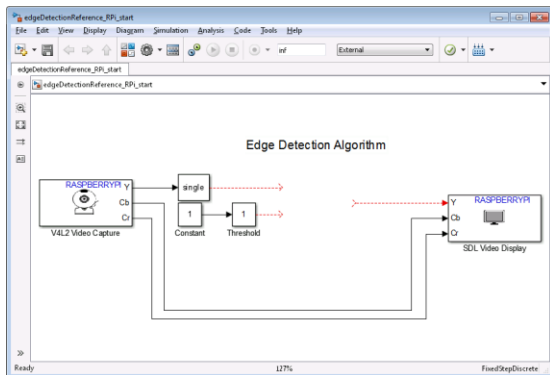 edgeDetectionReference_RPi_start
File Edit View Display Diagram Simulation Analysis Code Tools Help
inf External
edgeDetectionReference_RPi_start
edgeDetectionReference_RPi_start
Edge Detection Algorithm
RASPBERRYPI
Y
Cb
Cr
V4L2 Video Capture
single
1
Constant
1
Threshold
RASPBERRYPI
Y
Cb
Cr
SDL Video Display
Ready 127% FixedStepDiscrete